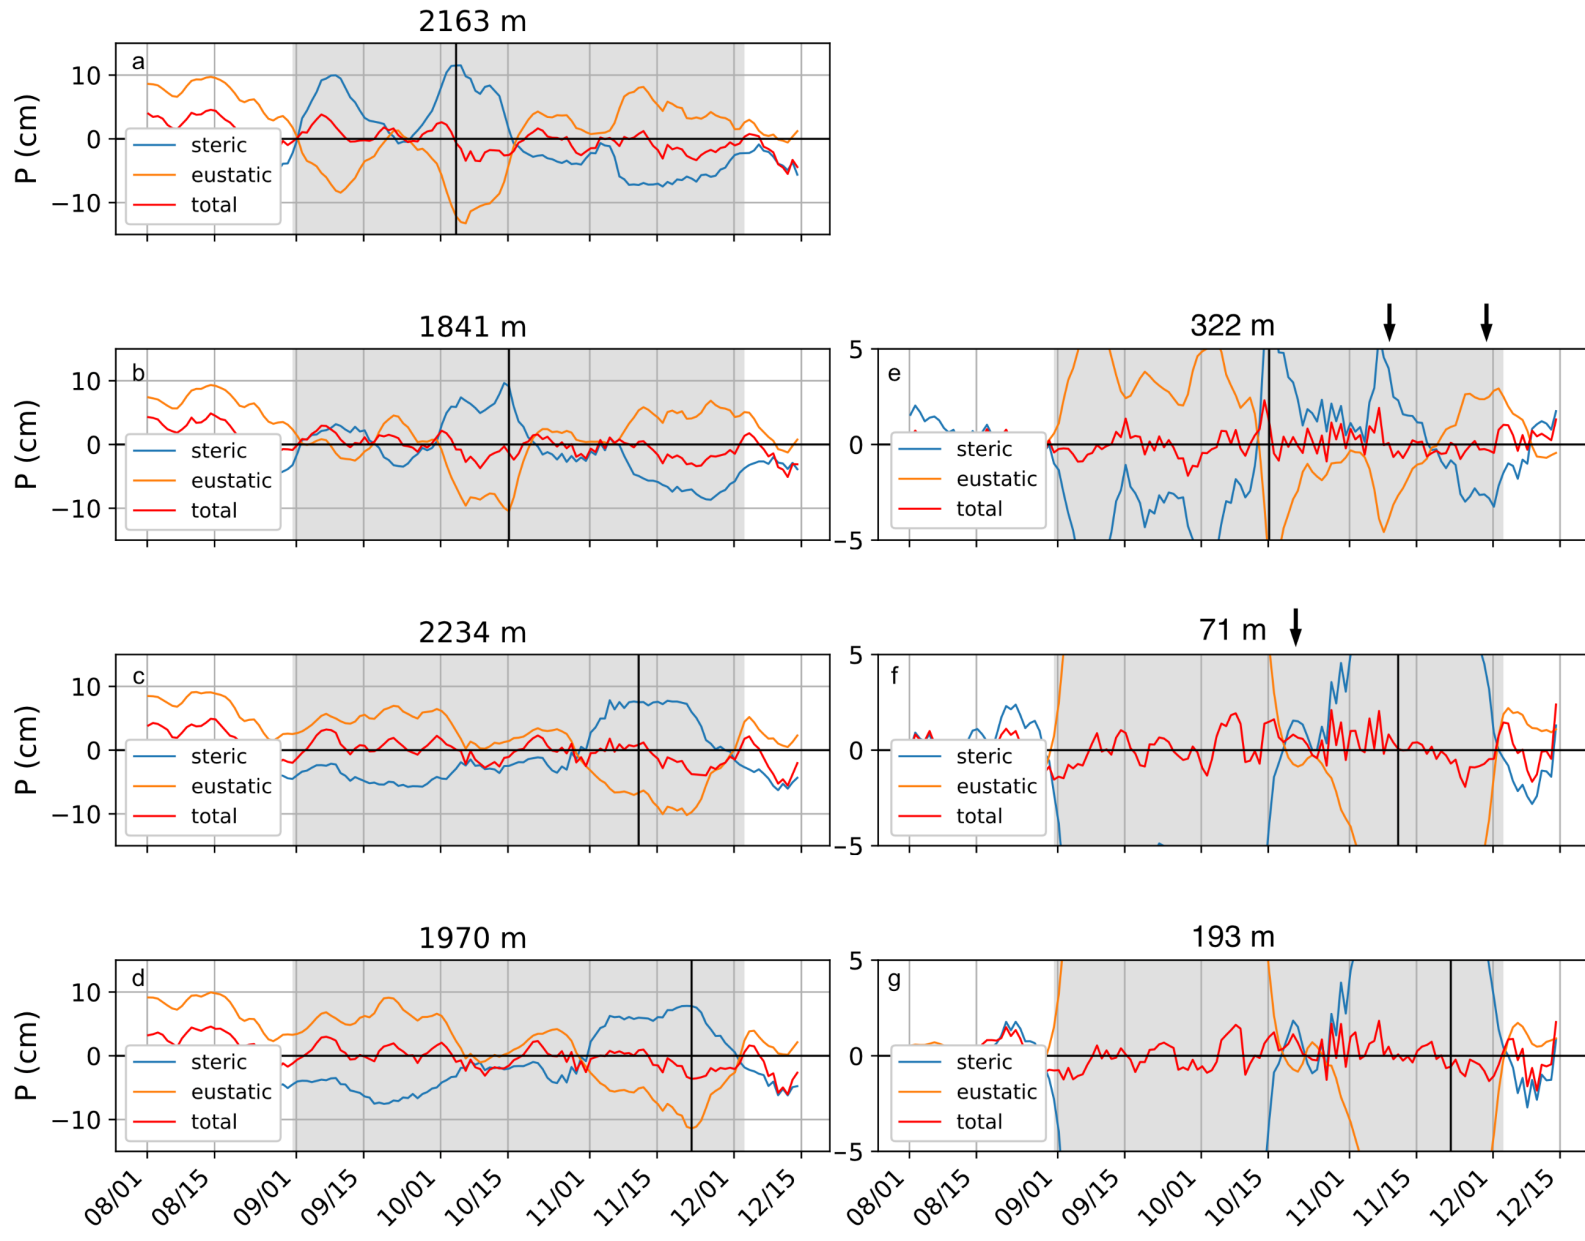 2163 m
a
P (cm)
10
0
−10
steric
eustatic
total
1841 m
b
P (cm)
10
0
−10
steric
eustatic
total
322 m
e
5
0
−5
steric
eustatic
total
2234 m
c
P (cm)
10
0
−10
steric
eustatic
total
71 m
f
5
0
−5
steric
eustatic
total
1970 m
d
P (cm)
10
0
−10
steric
eustatic
total
193 m
g
5
0
−5
steric
eustatic
total
08/01 08/15 09/01 09/15 10/01 10/15 11/01 11/15 12/01 12/15
08/01 08/15 09/01 09/15 10/01 10/15 11/01 11/15 12/01 12/15